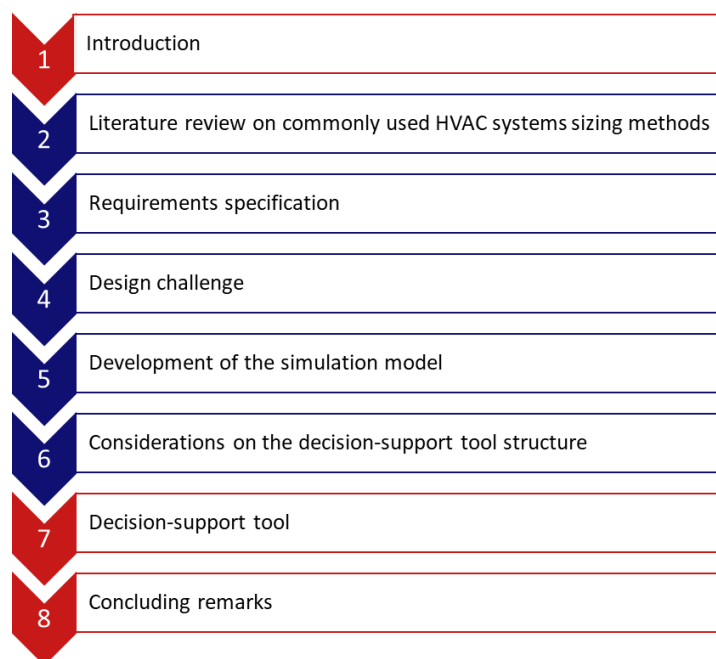 1 Introduction
2 Literature review on commonly used HVAC systems sizing methods
3 Requirements specification
4 Design challenge
5 Development of the simulation model
6 Considerations on the decision-support tool structure
7 Decision-support tool
8 Concluding remarks